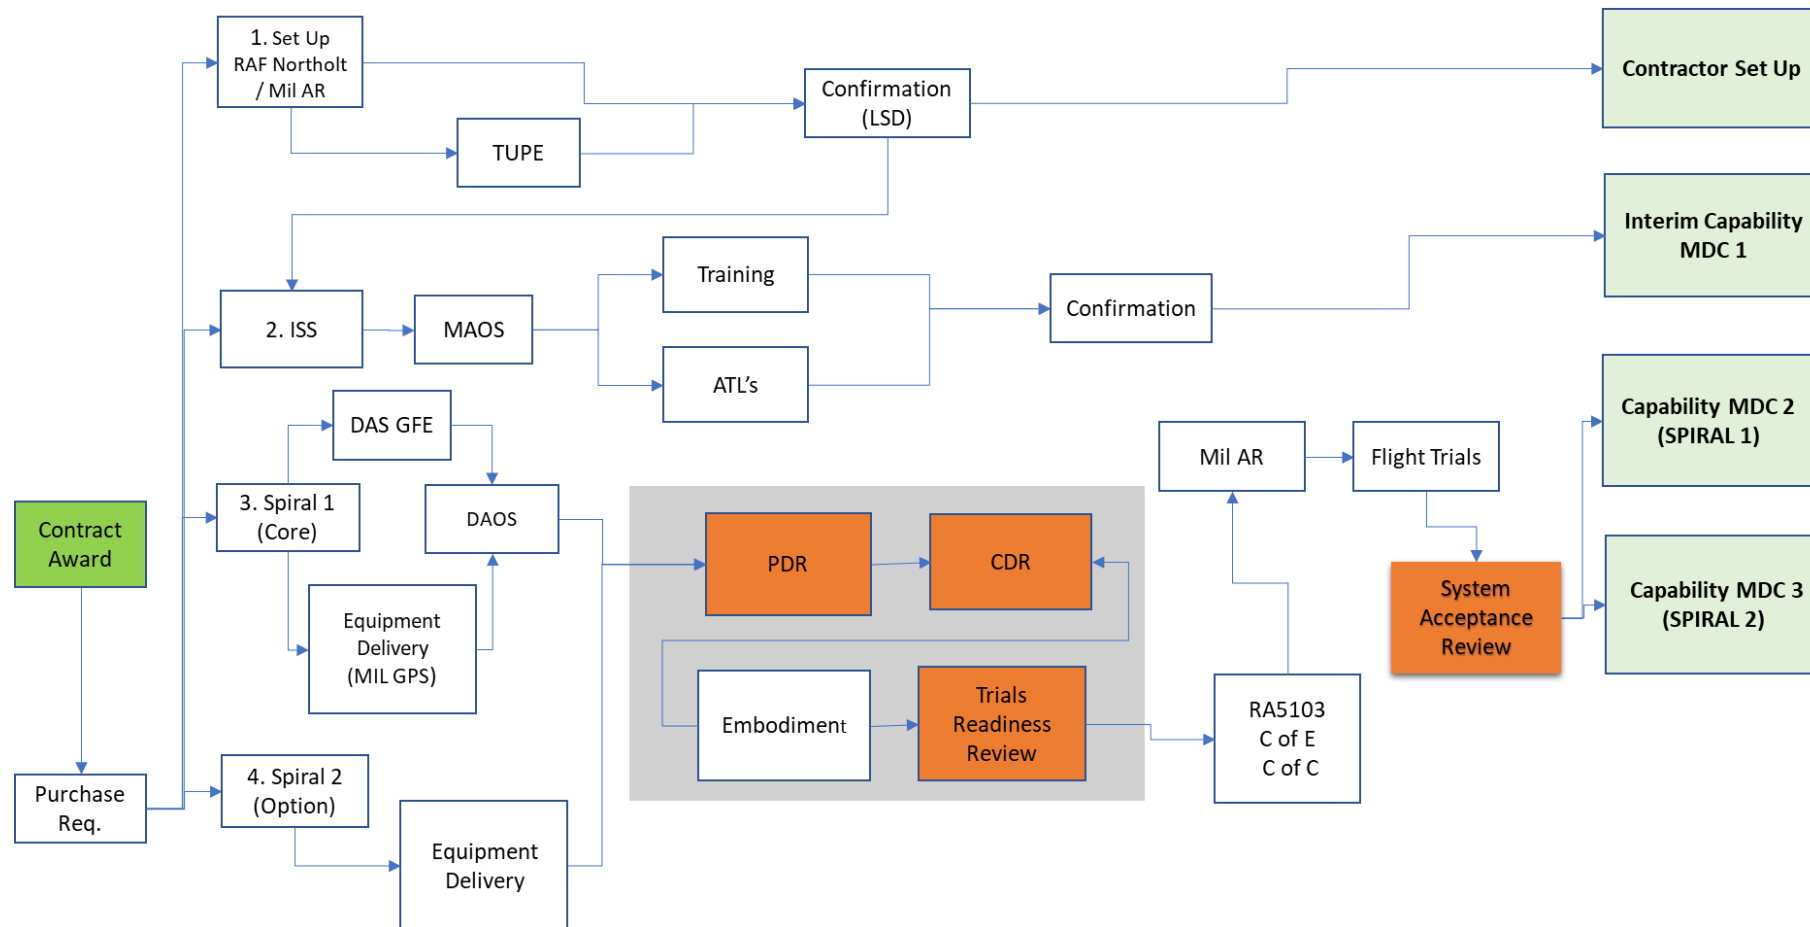 1. Set Up
RAF Northolt
/ Mil AR
TUPE
Confirmation
(LSD)
Contractor Set Up
2. ISS
MAOS
Training
ATL’s
Confirmation
Interim Capability
MDC 1
DAS GFE
3. Spiral 1
(Core)
DAOS
Equipment
Delivery
(MIL GPS)
Contract
Award
Purchase
Req.
4. Spiral 2
(Option)
Equipment
Delivery
PDR
CDR
Embodiment
Trials
Readiness
Review
RA5103
C of E
C of C
Mil AR
Flight Trials
System
Acceptance
Review
Capability MDC 2
(SPIRAL 1)
Capability MDC 3
(SPIRAL 2)